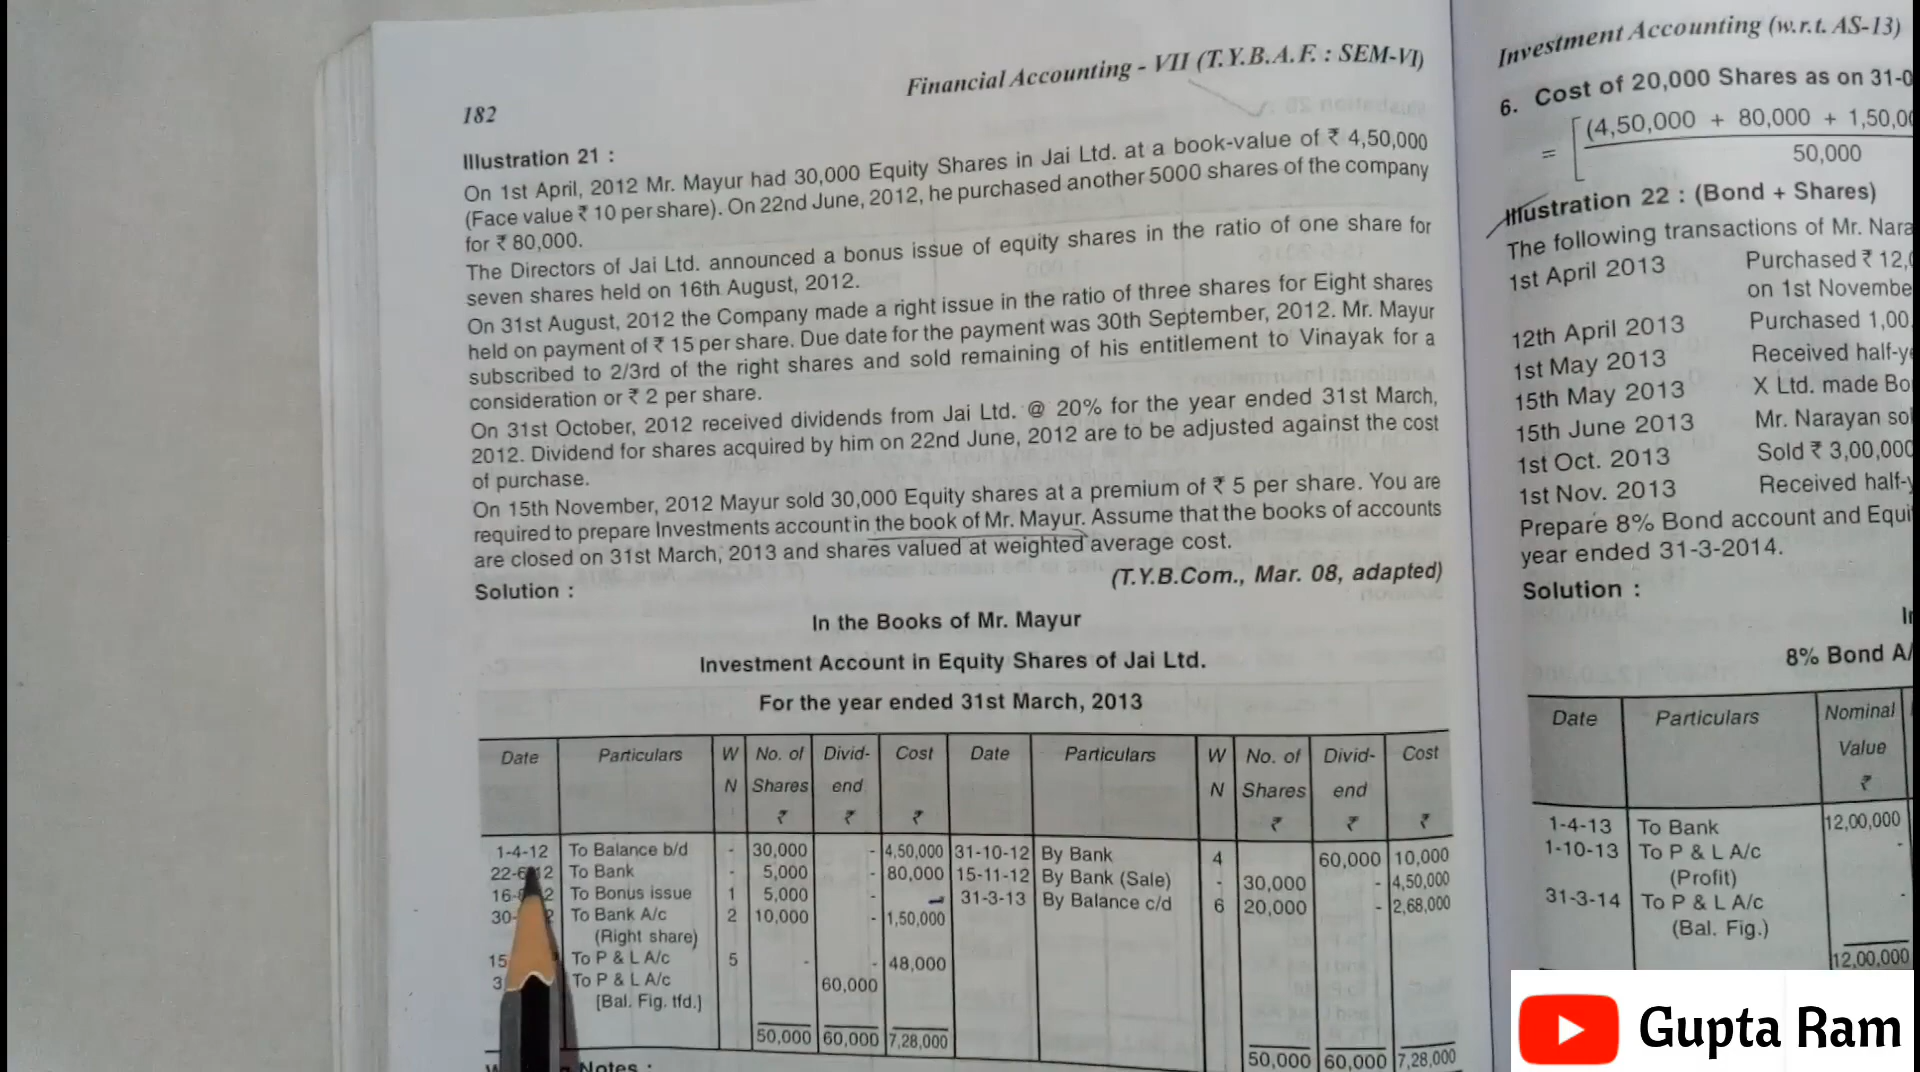 Financial Accounting - VII (T.Y.B.A.F. : SEM-VI)
182
Illustration 21 :
On 1st April, 2012 Mr. Mayur had 30,000 Equity Shares in Jai Ltd. at a book-value of ₹ 4,50,000
(Face value ₹ 10 per share). On 22nd June, 2012, he purchased another 5000 shares of the company
for ₹ 80,000.
The Directors of Jai Ltd. announced a bonus issue of equity shares in the ratio of one share for
seven shares held on 16th August, 2012.
On 31st August, 2012 the Company made a right issue in the ratio of three shares for Eight shares
held on payment of ₹ 15 per share. Due date for the payment was 30th September, 2012. Mr. Mayur
subscribed to 2/3rd of the right shares and sold remaining of his entitlement to Vinayak for a
consideration or ₹ 2 per share.
On 31st October, 2012 received dividends from Jai Ltd. @ 20% for the year ended 31st March,
2012. Dividend for shares acquired by him on 22nd June, 2012 are to be adjusted against the cost
of purchase.
On 15th November, 2012 Mayur sold 30,000 Equity shares at a premium of ₹ 5 per share. You are
required to prepare Investments account in the book of Mr. Mayur. Assume that the books of accounts
are closed on 31st March, 2013 and shares valued at weighted average cost.
(T.Y.B.Com., Mar. 08, adapted)
Solution :
In the Books of Mr. Mayur
Investment Account in Equity Shares of Jai Ltd.
For the year ended 31st March, 2013
Date Particulars W No. of Divid- Cost Date Particulars W No. of Divid- Cost
N Shares end N Shares end
₹ ₹ ₹ ₹ ₹ ₹
1-4-12 To Balance b/d - 30,000 - 4,50,000 31-10-12 By Bank 4 60,000 10,000
22-6-12 To Bank - 5,000 - 80,000 15-11-12 By Bank (Sale) - 30,000 - 4,50,000
To Bonus issue 1 5,000 - - 31-3-13 By Balance c/d 6 20,000 - 2,68,000
To Bank A/c 2 10,000 - 1,50,000
(Right share)
To P & L A/c 5 - - 48,000
To P & L A/c 60,000
[Bal. Fig. tfd.]
50,000 60,000 7,28,000 50,000 60,000 7,28,000
Notes :
Investment Accounting (w.r.t. AS-13)
6. Cost of 20,000 Shares as on
= [(4,50,000 + 80,000 +
50,000
Illustration 22 : (Bond + Shares)
The following transactions of Mr.
1st April 2013 Purchased ₹
on 1st
12th April 2013 Purchased
1st May 2013 Received
15th May 2013 X Ltd. made
15th June 2013 Mr. Narayan
1st Oct. 2013 Sold ₹ 3,00,000
1st Nov. 2013 Received
Prepare 8% Bond account and
year ended 31-3-2014.
Solution :
8% Bond
Date Particulars Nominal
Value
₹
1-4-13 To Bank 12,00,000
1-10-13 To P & L A/c -
(Profit)
31-3-14 To P & L A/c -
(Bal. Fig.)
12,00,000
Gupta Ram